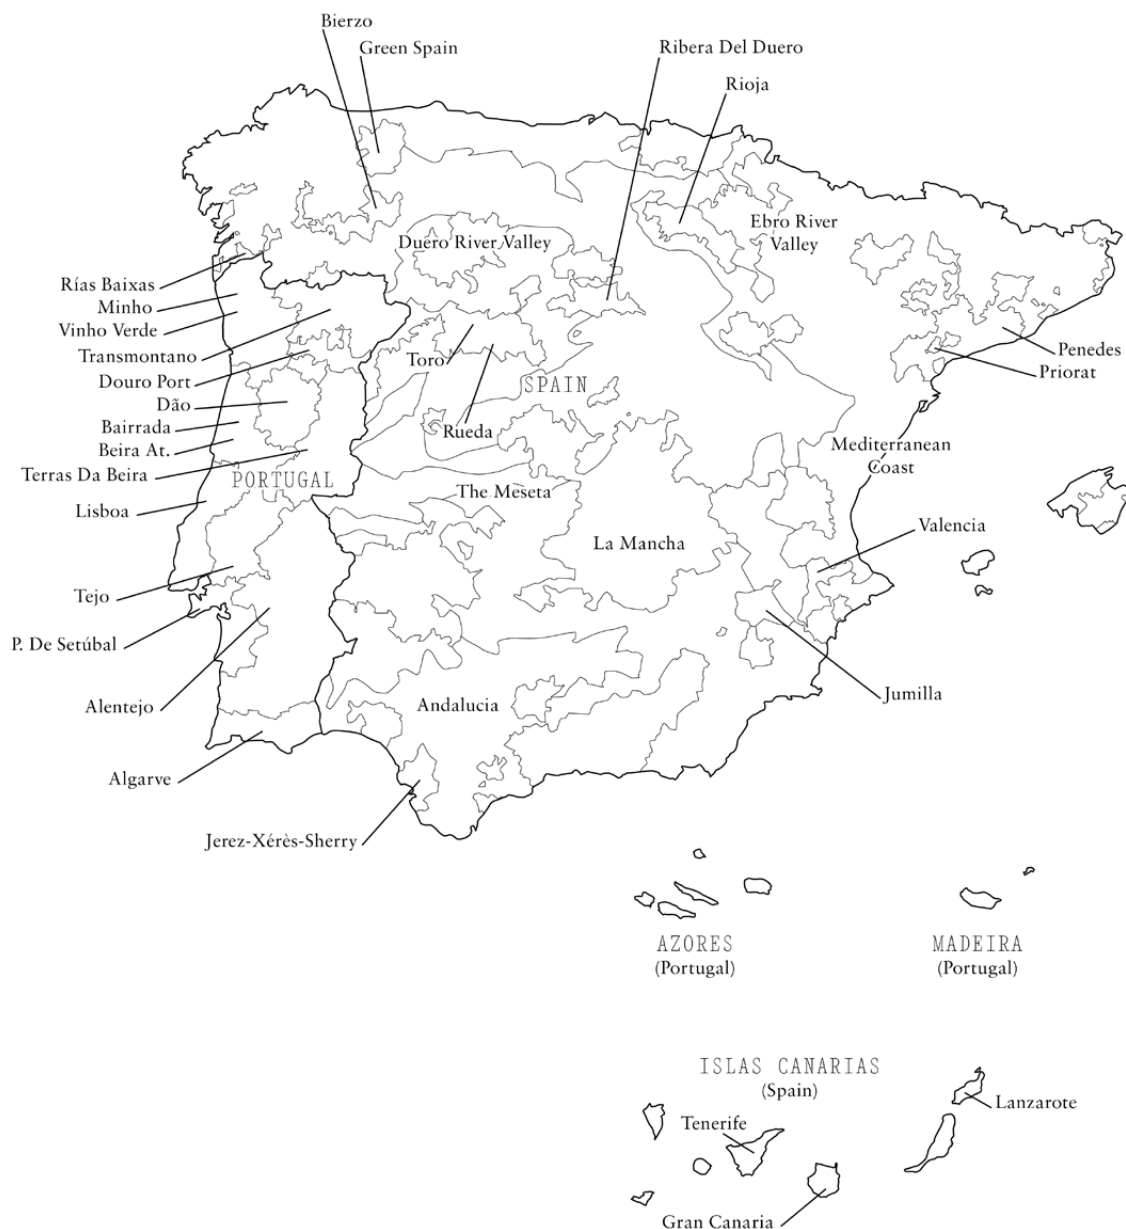 Bierzo
Green Spain
Ribera Del Duero
Rioja
Ebro River
Valley
Duero River Valley
Rías Baixas
Minho
Vinho Verde
Transmontano
Douro Port
Dão
Bairrada
Beira At.
Terras Da Beira
Lisboa
Tejo
P. De Setúbal
Alentejo
Algarve
Jerez-Xérès-Sherry
PORTUGAL
Toro
Rueda
SPAIN
The Meseta
La Mancha
Andalucia
Penedes
Priorat
Mediterranean
Coast
Valencia
Jumilla
AZORES
(Portugal)
MADEIRA
(Portugal)
ISLAS CANARIAS
(Spain)
Lanzarote
Tenerife
Gran Canaria